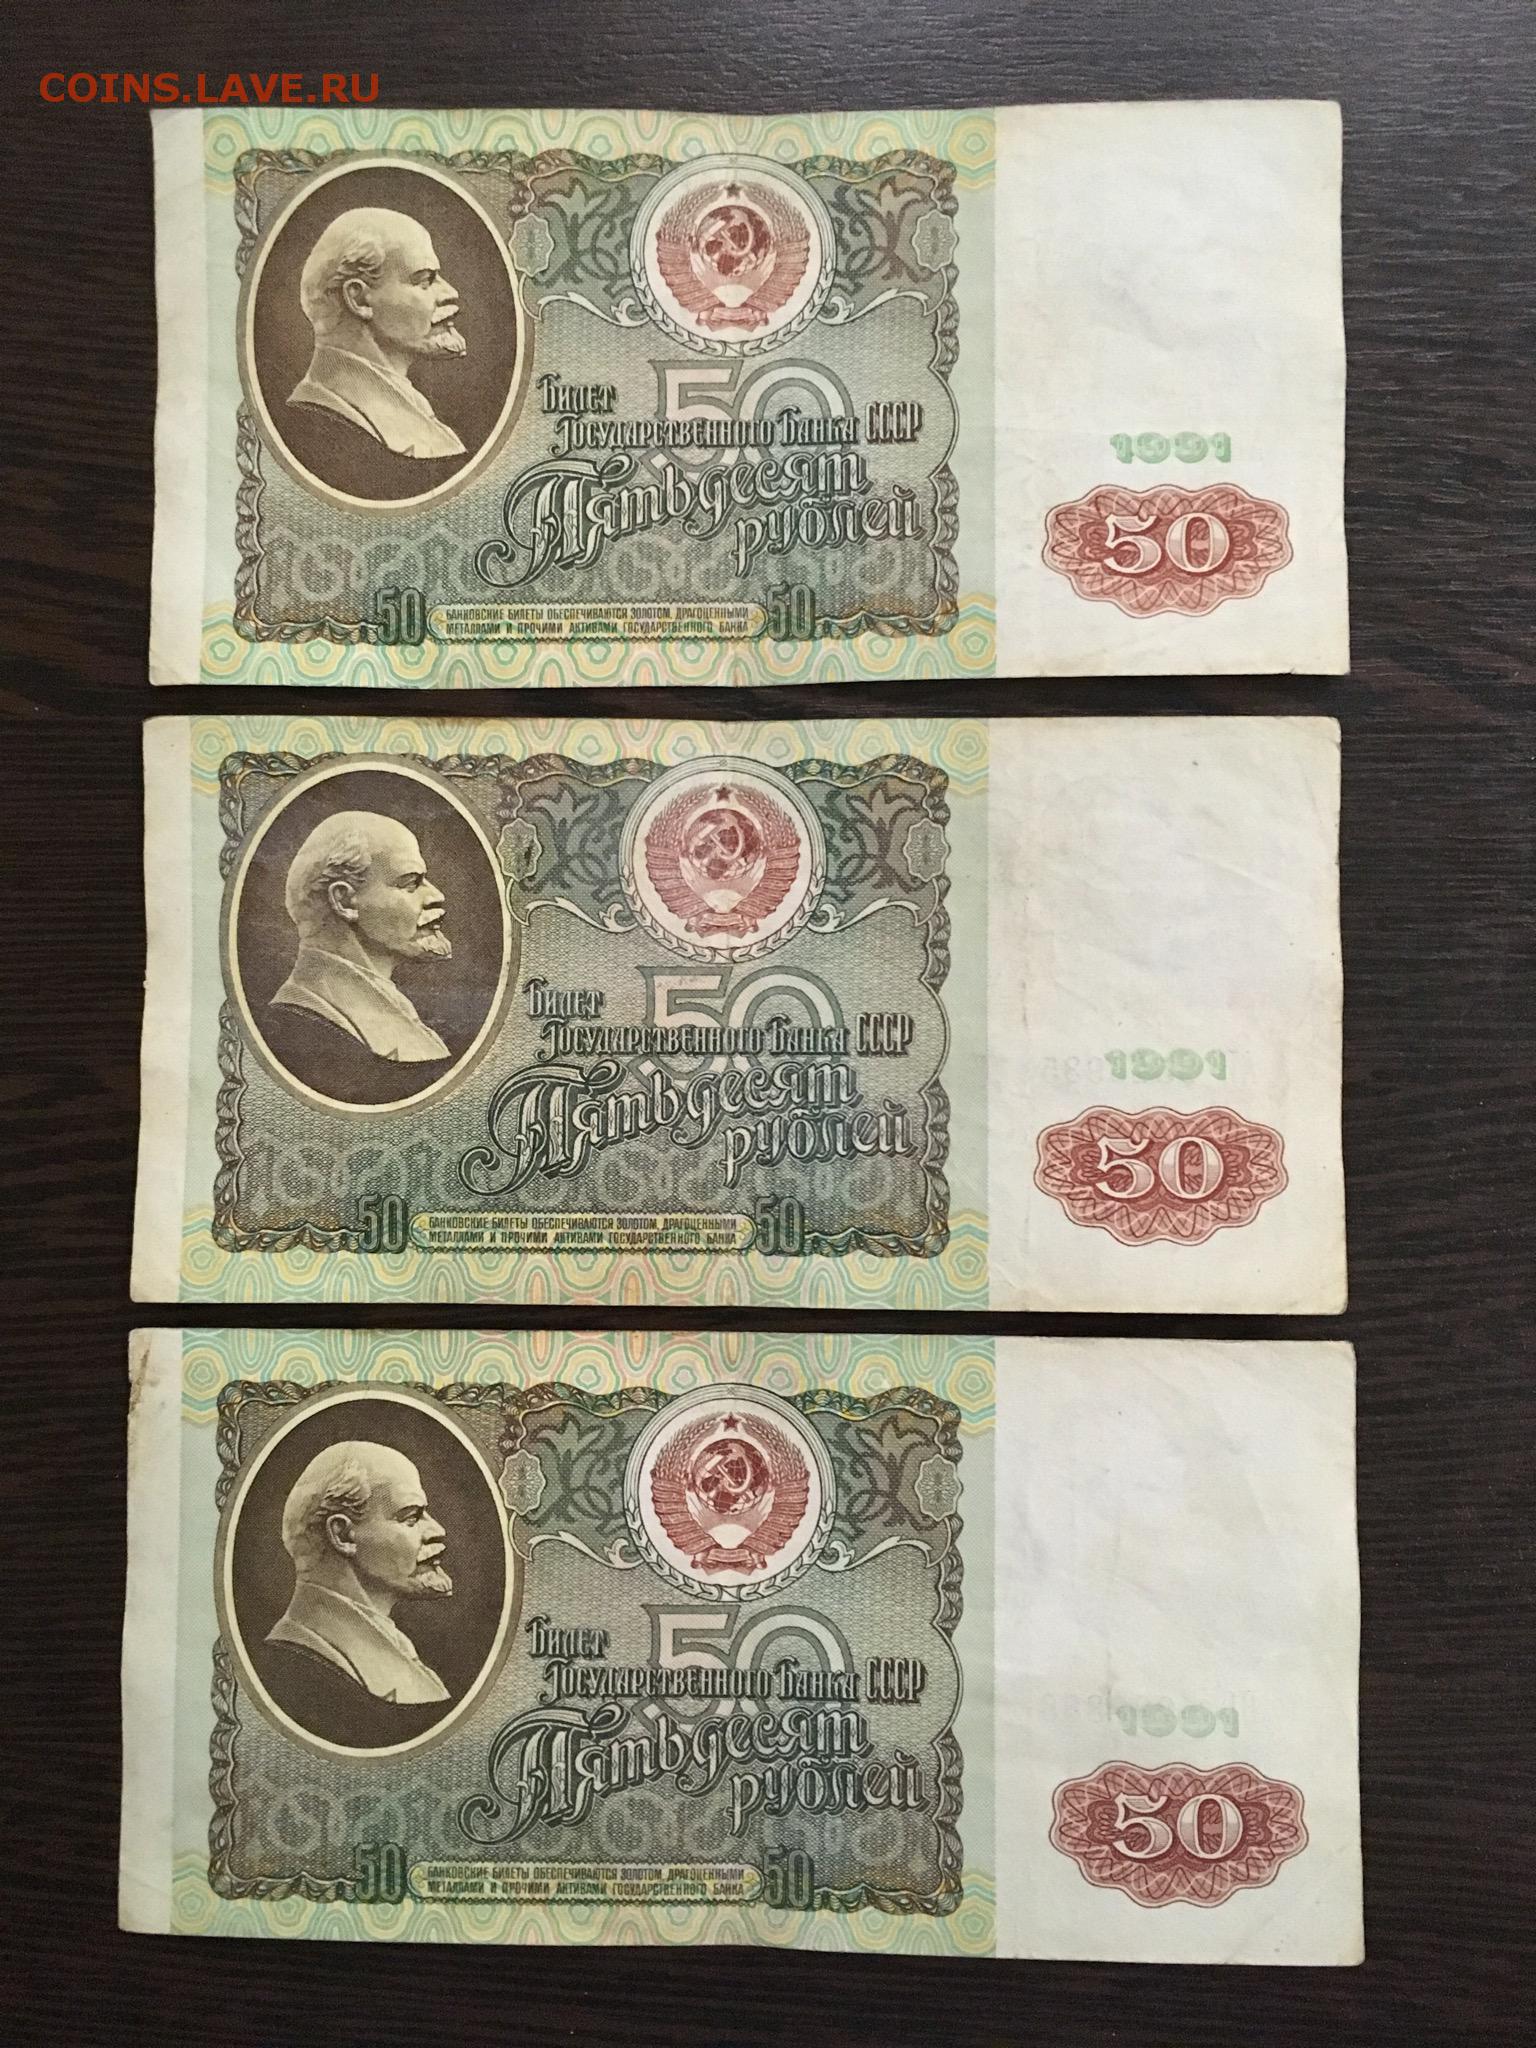 COINS.LAVE.RU
50
Билет
Государственного Банка СССР
Пятьдесят
рублей
1991
50
50
БАНКОВСКИЕ БИЛЕТЫ ОБЕСПЕЧИВАЮТСЯ ЗОЛОТОМ, ДРАГОЦЕННЫМИ
МЕТАЛЛАМИ И ПРОЧИМИ АКТИВАМИ ГОСУДАРСТВЕННОГО БАНКА
50
50
Билет
Государственного Банка СССР
Пятьдесят
рублей
1991
50
50
БАНКОВСКИЕ БИЛЕТЫ ОБЕСПЕЧИВАЮТСЯ ЗОЛОТОМ, ДРАГОЦЕННЫМИ
МЕТАЛЛАМИ И ПРОЧИМИ АКТИВАМИ ГОСУДАРСТВЕННОГО БАНКА
50
50
Билет
Государственного Банка СССР
Пятьдесят
рублей
1991
50
50
БАНКОВСКИЕ БИЛЕТЫ ОБЕСПЕЧИВАЮТСЯ ЗОЛОТОМ, ДРАГОЦЕННЫМИ
МЕТАЛЛАМИ И ПРОЧИМИ АКТИВАМИ ГОСУДАРСТВЕННОГО БАНКА
50